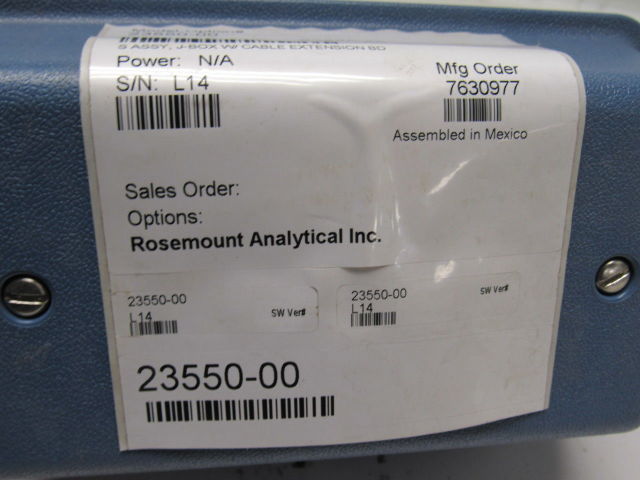 S ASSY, J-BOX W/ CABLE EXTENSION BD
Power: N/A
S/N: L14
Mfg Order
7630977
Assembled in Mexico
Sales Order:
Options:
Rosemount Analytical Inc.
23550-00
L14
SW Ver#
23550-00
L14
SW Ver#
23550-00